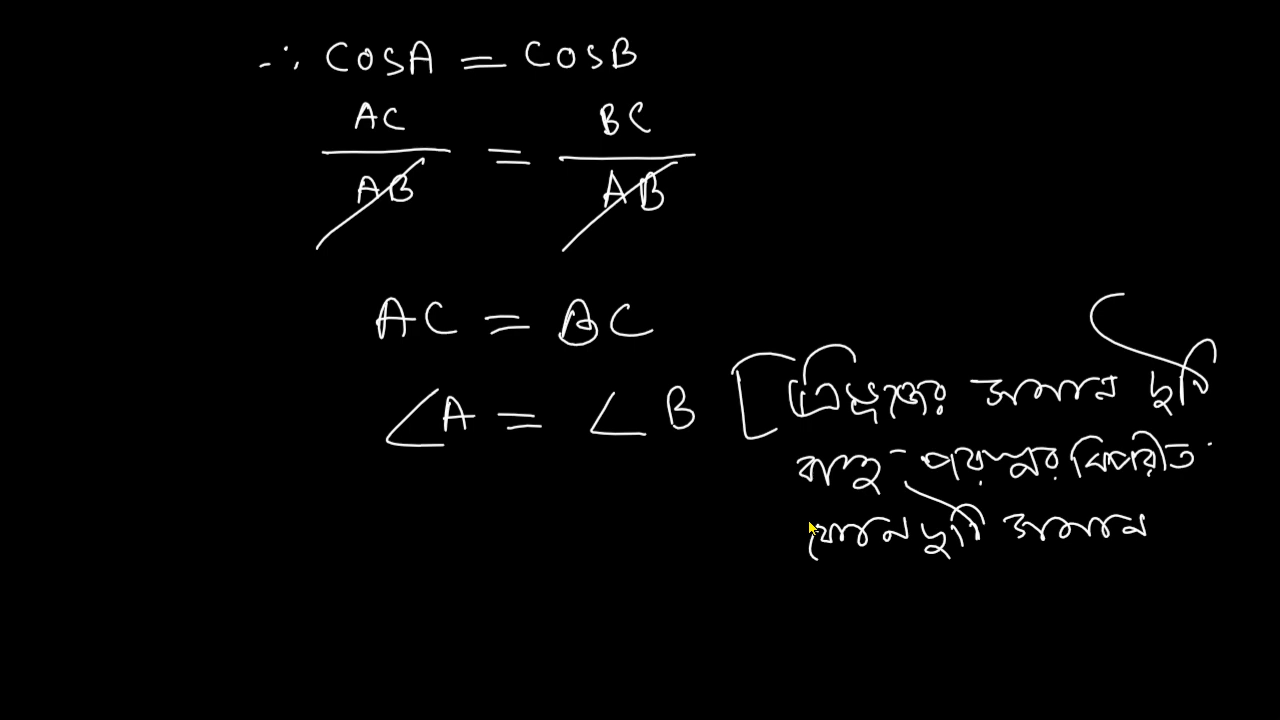 ∴ COSA = COSB
AC/AB = BC/AB
AC = BC
∠A = ∠B [ত্রিভুজের সমান দুটি
বাহু পরস্পর বিপরীত
কোন দুটি সমান